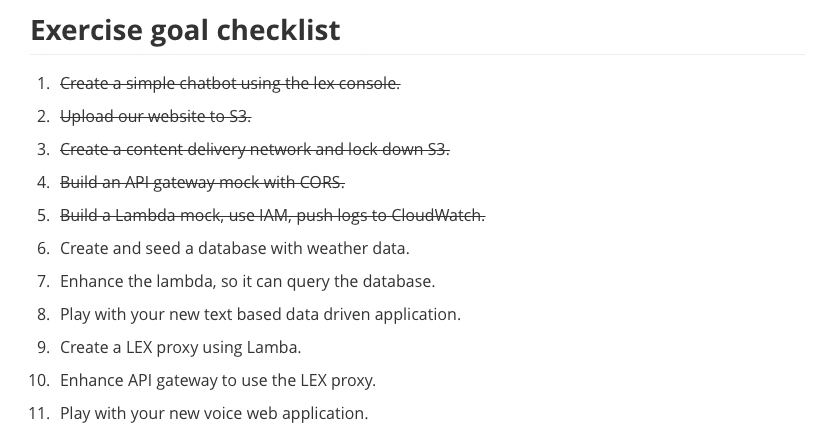 Exercise goal checklist
1. Create a simple chatbot using the lex console.
2. Upload our website to S3.
3. Create a content delivery network and lock down S3.
4. Build an API gateway mock with CORS.
5. Build a Lambda mock, use IAM, push logs to CloudWatch.
6. Create and seed a database with weather data.
7. Enhance the lambda, so it can query the database.
8. Play with your new text based data driven application.
9. Create a LEX proxy using Lamba.
10. Enhance API gateway to use the LEX proxy.
11. Play with your new voice web application.